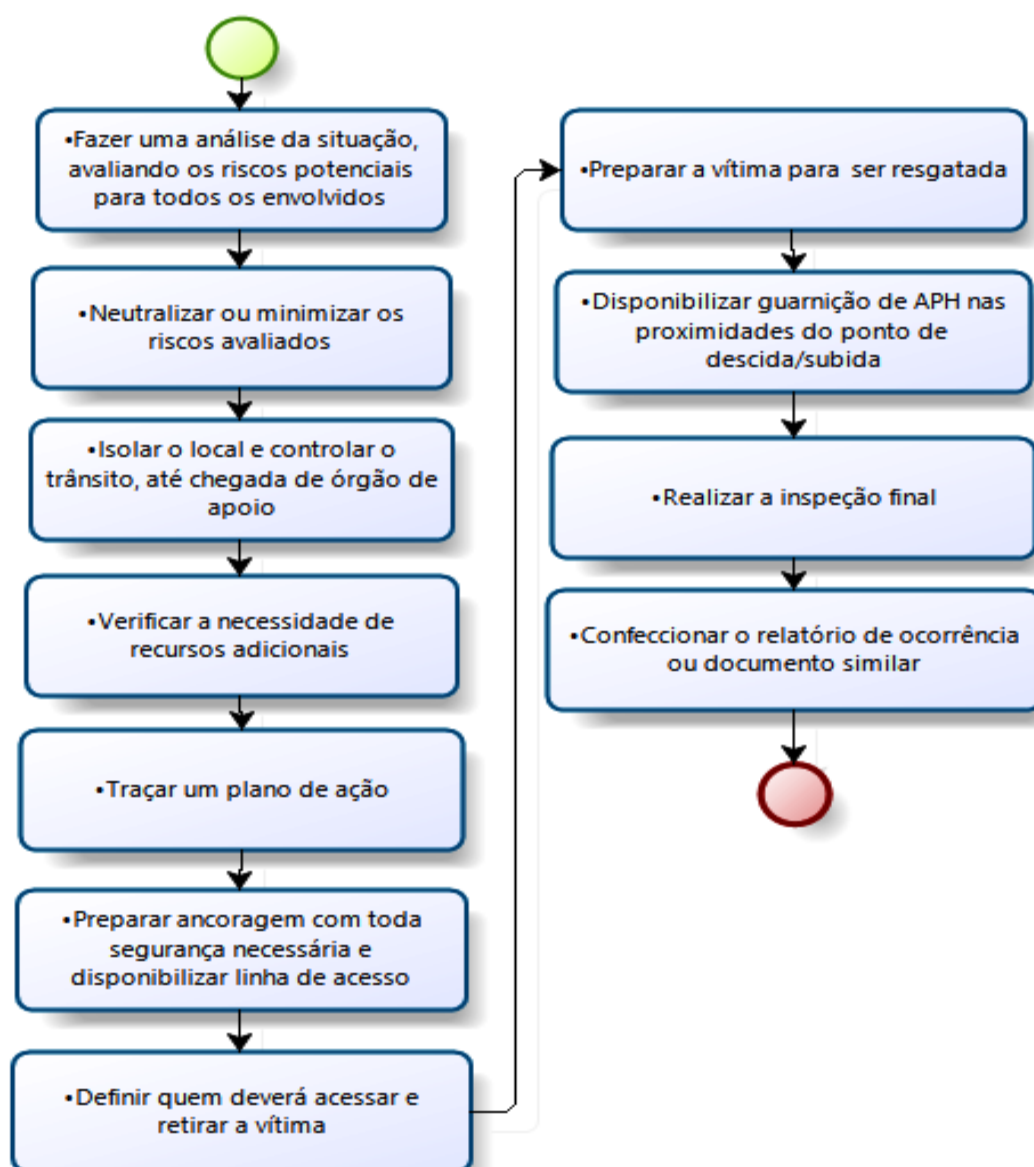 •Fazer uma análise da situação,
avaliando os riscos potenciais
para todos os envolvidos
•Neutralizar ou minimizar os
riscos avaliados
•Isolar o local e controlar o
trânsito, até chegada de órgão de
apoio
•Verificar a necessidade de
recursos adicionais
•Traçar um plano de ação
•Preparar ancoragem com toda
segurança necessária e
disponibilizar linha de acesso
•Definir quem deverá acessar e
retirar a vítima
•Preparar a vítima para ser resgatada
•Disponibilizar guarnição de APH nas
proximidades do ponto de
descida/subida
•Realizar a inspeção final
•Confeccionar o relatório de ocorrência
ou documento similar